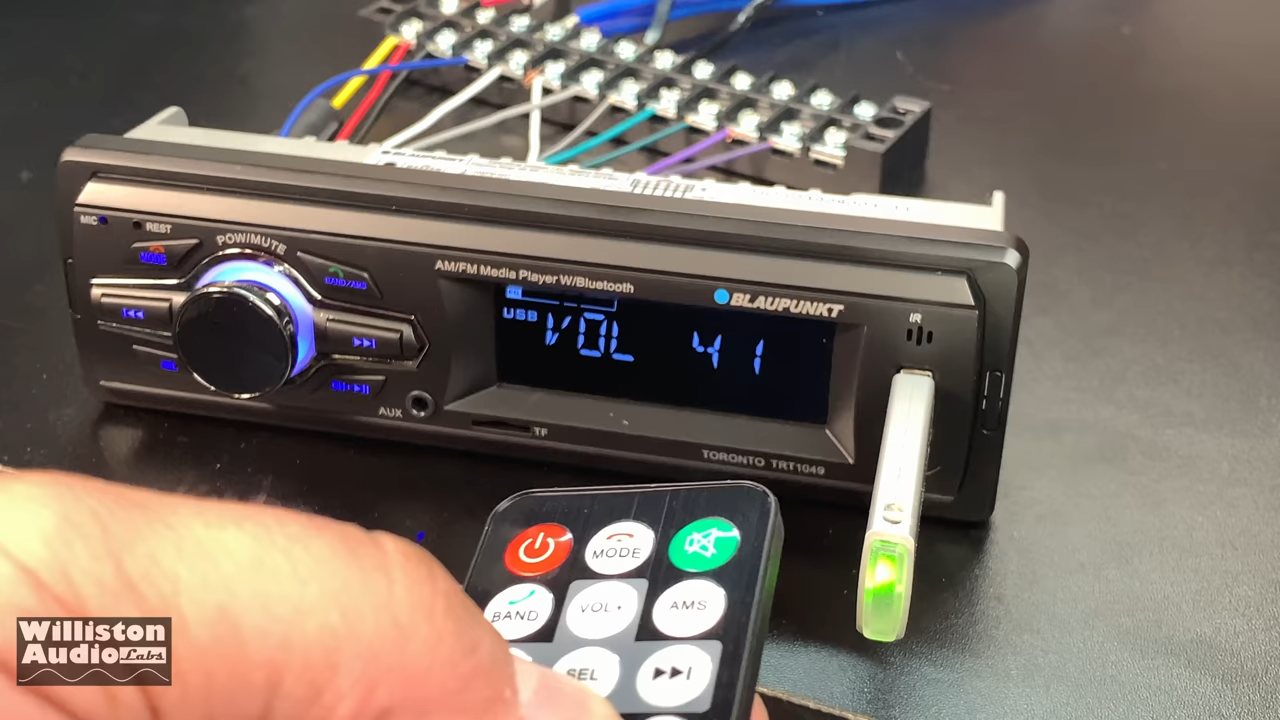 BLAUPUNKT
MIC
REST
POW/MUTE
MODE
BAND/AMS
AM/FM Media Player W/Bluetooth
BLAUPUNKT
IR
USB
VOL 41
AUX
TF
TORONTO TRT1049
MODE
BAND
VOL+
AMS
SEL
Williston
Audio Labs